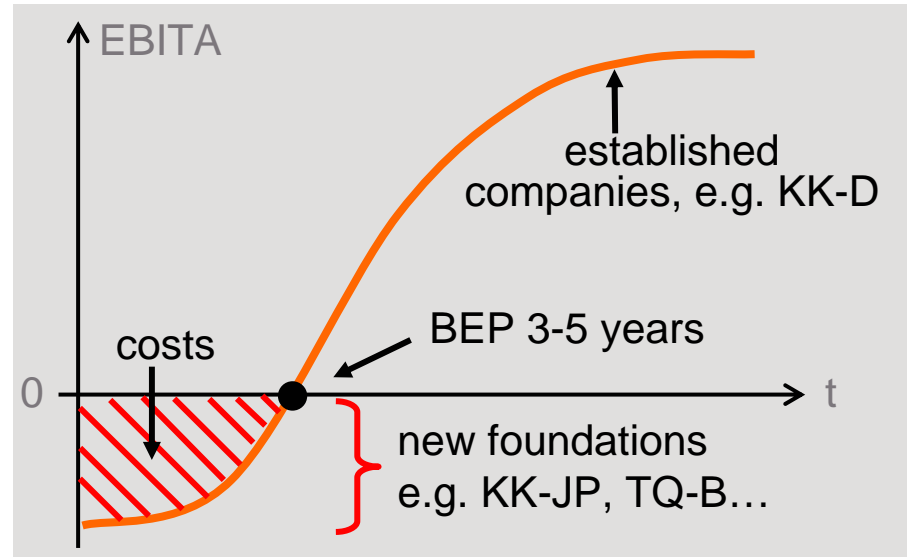 EBITA
established
companies, e.g. KK-D
BEP 3-5 years
costs
0
t
new foundations
e.g. KK-JP, TQ-B…